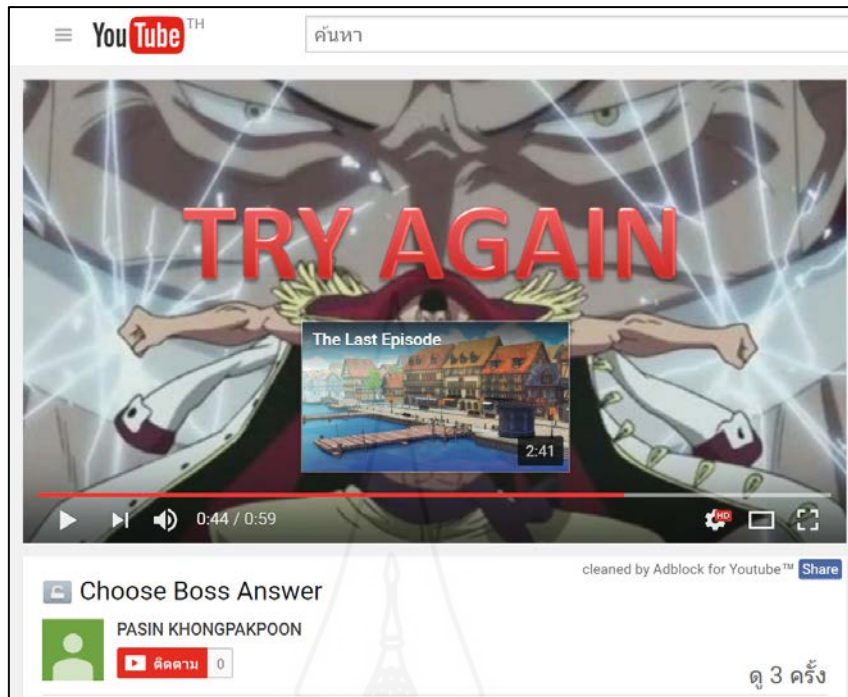 YouTube TH
ค้นหา
TRY AGAIN
The Last Episode
2:41
0:44 / 0:59
HD
cleaned by Adblock for Youtube™ Share
Choose Boss Answer
PASIN KHONGPAKPOON
ติดตาม 0
ดู 3 ครั้ง